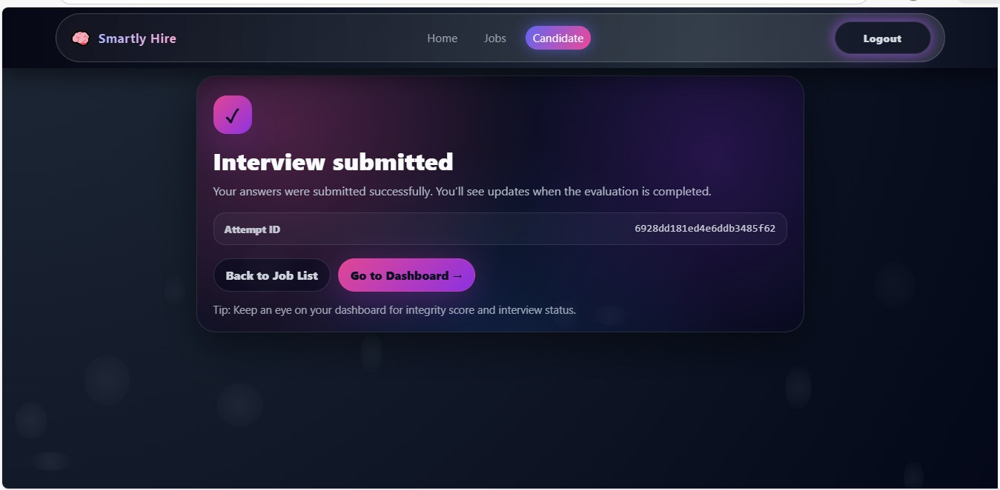 Smartly Hire
Home
Jobs
Candidate
Logout
Interview submitted
Your answers were submitted successfully. You’ll see updates when the evaluation is completed.
Attempt ID
6928dd181ed4e6ddb3485f62
Back to Job List
Go to Dashboard →
Tip: Keep an eye on your dashboard for integrity score and interview status.